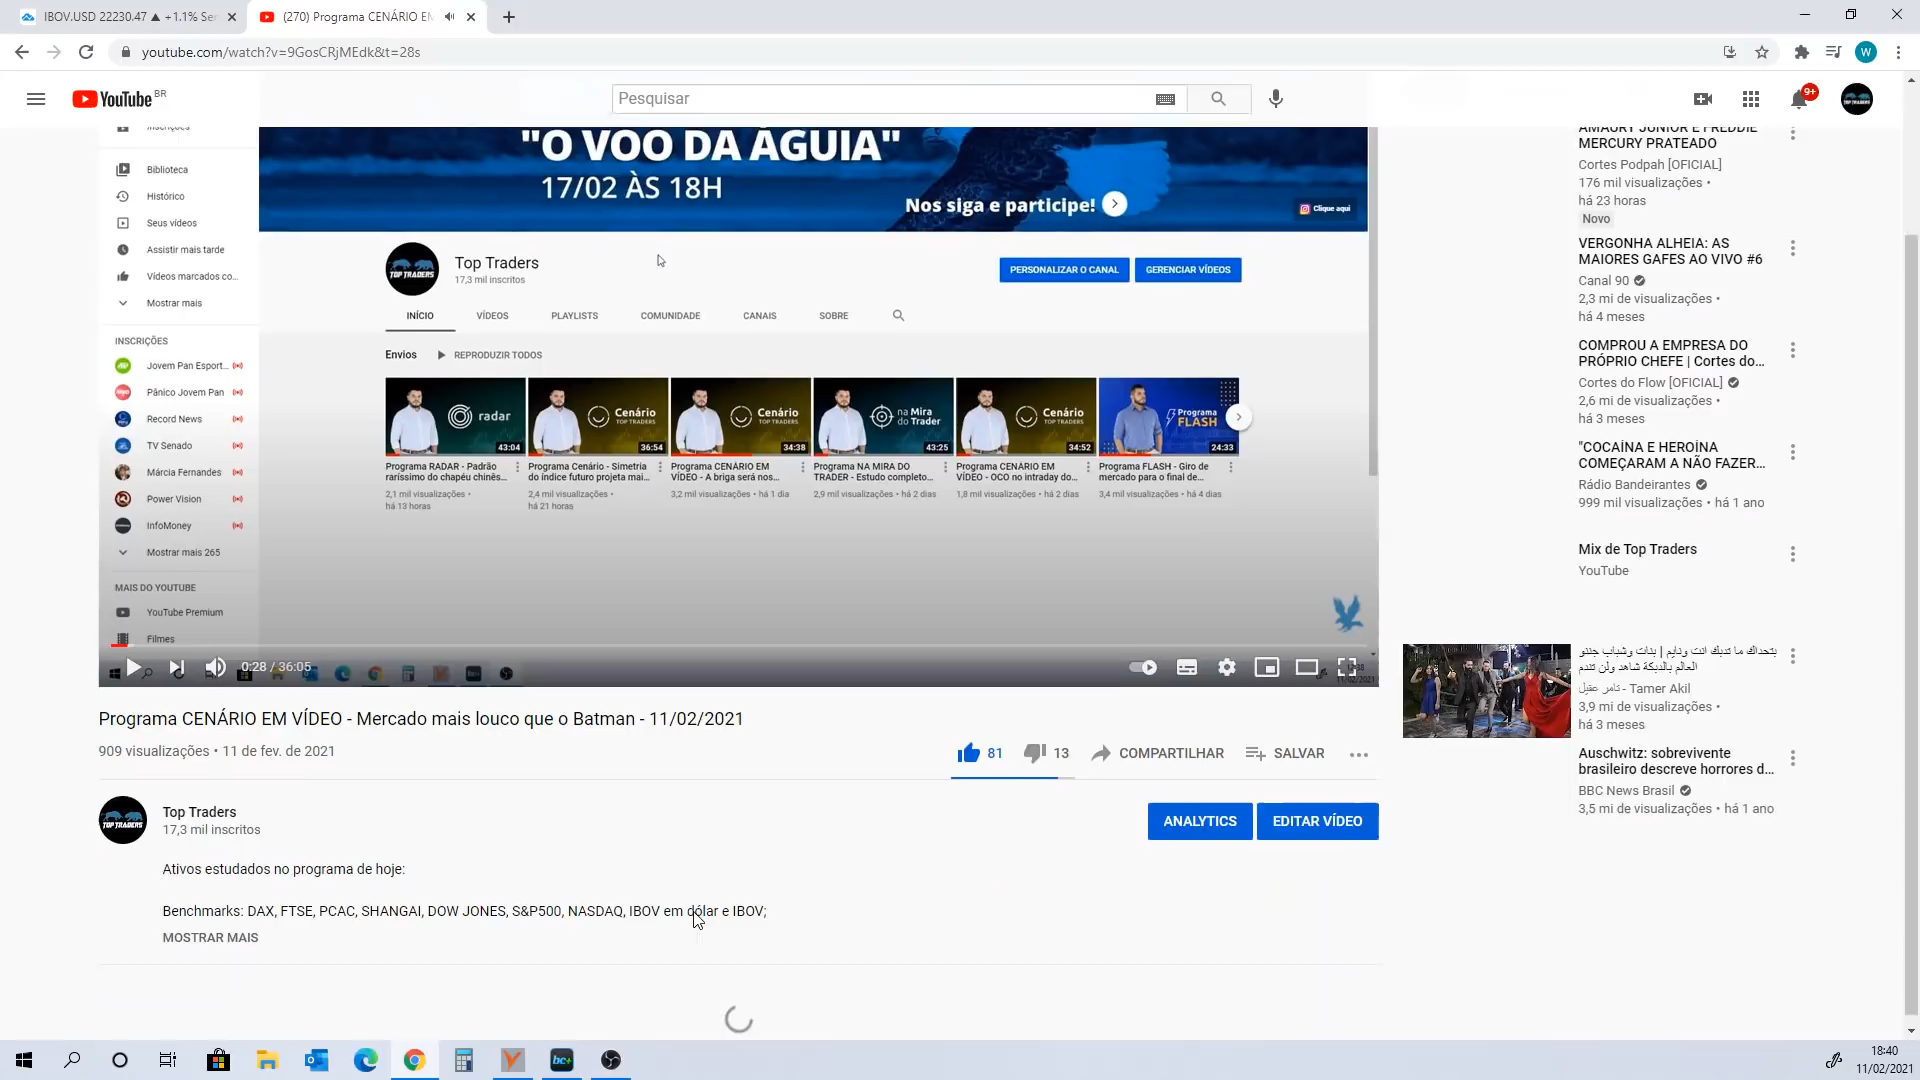 IBOV.USD 22230.47 ▲ +1.1% Se
(270) Programa CENÁRIO EM
youtube.com/watch?v=9GosCRjMEdk&t=28s
W
YouTube BR
Pesquisar
9+
TOP TRADERS
Inscrições
Biblioteca
Histórico
Seus vídeos
Assistir mais tarde
Vídeos marcados co...
Mostrar mais
INSCRIÇÕES
Jovem Pan Esport...
Pânico Jovem Pan
Record News
TV Senado
Márcia Fernandes
Power Vision
InfoMoney
Mostrar mais 265
MAIS DO YOUTUBE
YouTube Premium
Filmes
"O VOO DA ÁGUIA"
17/02 ÀS 18H
Nos siga e participe!
Clique aqui
TOP TRADERS
Top Traders
17,3 mil inscritos
PERSONALIZAR O CANAL
GERENCIAR VÍDEOS
INÍCIO
VÍDEOS
PLAYLISTS
COMUNIDADE
CANAIS
SOBRE
Envios
REPRODUZIR TODOS
radar
43:04
Programa RADAR - Padrão
raríssimo do chapéu chinês...
2,1 mil visualizações •
há 13 horas
Cenário
TOP TRADERS
36:54
Programa Cenário - Simetria
do índice futuro projeta mai...
2,4 mil visualizações •
há 21 horas
Cenário
TOP TRADERS
34:38
Programa CENÁRIO EM
VÍDEO - A briga será nos...
3,2 mil visualizações • há 1 dia
na Mira
do Trader
43:25
Programa NA MIRA DO
TRADER - Estudo completo...
2,9 mil visualizações • há 2 dias
Cenário
TOP TRADERS
34:52
Programa CENÁRIO EM
VÍDEO - OCO no intraday do...
1,8 mil visualizações • há 2 dias
Programa
FLASH
24:33
Programa FLASH - Giro de
mercado para o final de...
3,4 mil visualizações • há 4 dias
0:28 / 36:05
Programa CENÁRIO EM VÍDEO - Mercado mais louco que o Batman - 11/02/2021
909 visualizações • 11 de fev. de 2021
81
13
COMPARTILHAR
SALVAR
TOP TRADERS
Top Traders
17,3 mil inscritos
ANALYTICS
EDITAR VÍDEO
Ativos estudados no programa de hoje:
Benchmarks: DAX, FTSE, PCAC, SHANGAI, DOW JONES, S&P500, NASDAQ, IBOV em dólar e IBOV;
MOSTRAR MAIS
AMAURY JUNIOR E FREDDIE
MERCURY PRATEADO
Cortes Podpah [OFICIAL]
176 mil visualizações •
há 23 horas
Novo
VERGONHA ALHEIA: AS
MAIORES GAFES AO VIVO #6
Canal 90
2,3 mi de visualizações •
há 4 meses
COMPROU A EMPRESA DO
PRÓPRIO CHEFE | Cortes do...
Cortes do Flow [OFICIAL]
2,6 mi de visualizações •
há 3 meses
"COCAÍNA E HEROÍNA
COMEÇARAM A NÃO FAZER...
Rádio Bandeirantes
999 mil visualizações • há 1 ano
Mix de Top Traders
YouTube
بتحداك ما تدبك انت ونايم | بنات وشباب جننو
العالم بالدبكة شاهد ولن تندم
تامر عقيل - Tamer Akil
3,9 mi de visualizações •
há 3 meses
Auschwitz: sobrevivente
brasileiro descreve horrores d...
BBC News Brasil
3,5 mi de visualizações • há 1 ano
bc+
18:40
11/02/2021